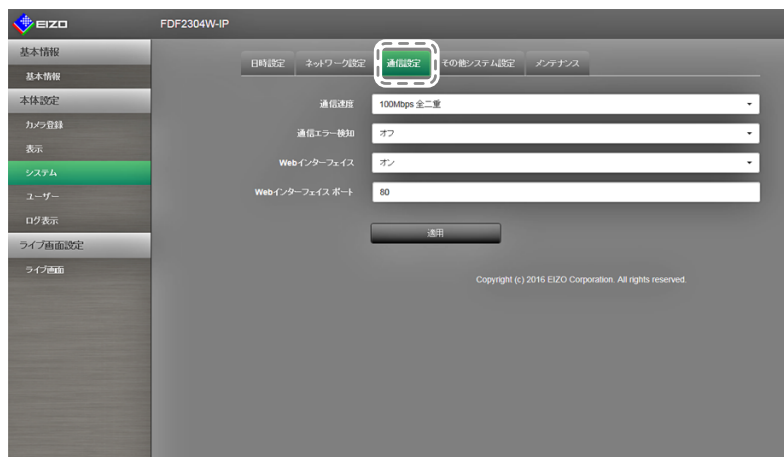 EIZO
FDF2304W-IP
基本情報
基本情報
本体設定
カメラ登録
表示
システム
ユーザー
ログ表示
ライブ画面設定
ライブ画面
日時設定 ネットワーク設定 通信設定 その他システム設定 メンテナンス
通信速度 100Mbps 全二重
通信エラー検知 オフ
Webインターフェイス オン
Webインターフェイス ポート 80
適用
Copyright (c) 2016 EIZO Corporation. All rights reserved.